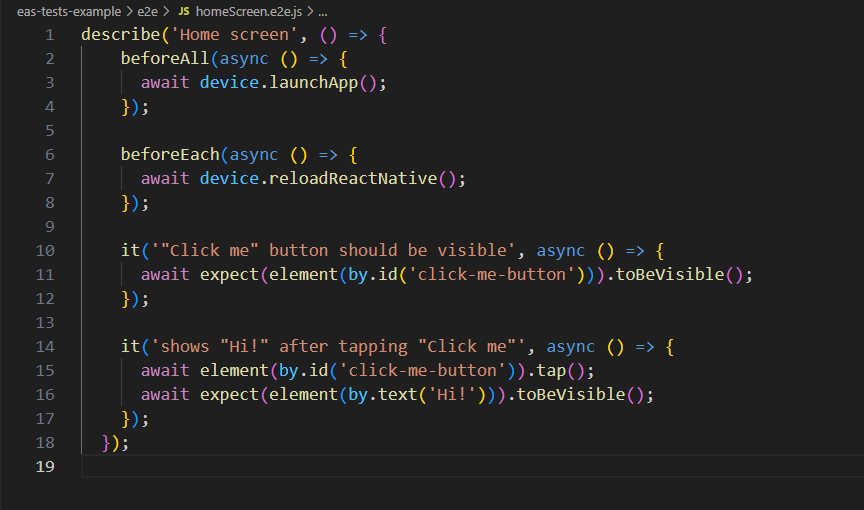 eas-tests-example > e2e > JS homeScreen.e2e.js > ...
1 describe('Home screen', () => {
2 beforeAll(async () => {
3 await device.launchApp();
4 });
5
6 beforeEach(async () => {
7 await device.reloadReactNative();
8 });
9
10 it('"Click me" button should be visible', async () => {
11 await expect(element(by.id('click-me-button'))).toBeVisible();
12 });
13
14 it('shows "Hi!" after tapping "Click me"', async () => {
15 await element(by.id('click-me-button')).tap();
16 await expect(element(by.text('Hi!'))).toBeVisible();
17 });
18 });
19